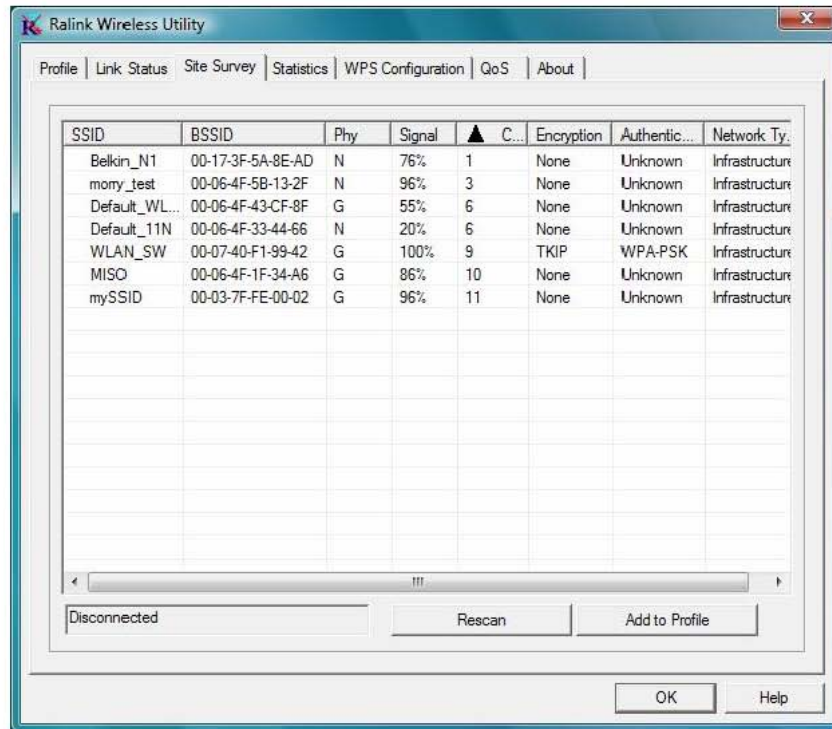 Ralink Wireless Utility
Profile Link Status Site Survey Statistics WPS Configuration QoS About
SSID BSSID Phy Signal ▲ C... Encryption Authentic... Network Ty.
Belkin_N1 00-17-3F-5A-8E-AD N 76% 1 None Unknown Infrastructure
morry_test 00-06-4F-5B-13-2F N 96% 3 None Unknown Infrastructure
Default_WL... 00-06-4F-43-CF-8F G 55% 6 None Unknown Infrastructure
Default_11N 00-06-4F-33-44-66 N 20% 6 None Unknown Infrastructure
WLAN_SW 00-07-40-F1-99-42 G 100% 9 TKIP WPA-PSK Infrastructure
MISO 00-06-4F-1F-34-A6 G 86% 10 None Unknown Infrastructure
mySSID 00-03-7F-FE-00-02 G 96% 11 None Unknown Infrastructure
Disconnected Rescan Add to Profile
OK Help